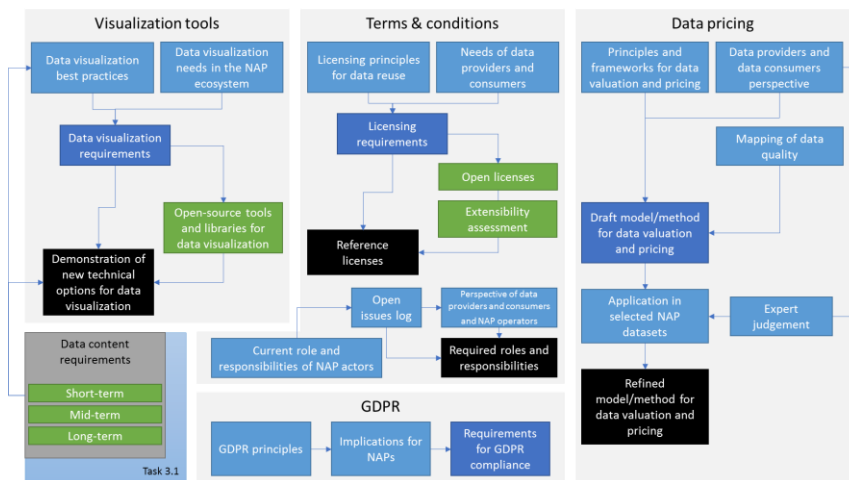 Visualization tools
Data visualization
best practices
Data visualization
needs in the NAP
ecosystem
Data visualization
requirements
Open-source tools
and libraries for
data visualization
Demonstration of
new technical
options for data
visualization
Data content
requirements
Short-term
Mid-term
Long-term
Task 3.1
Terms & conditions
Licensing principles
for data reuse
Needs of data
providers and
consumers
Licensing
requirements
Open licenses
Extensibility
assessment
Reference
licenses
Open
issues log
Perspective of data
providers and consumers
and NAP operators
Current role and
responsibilities of NAP actors
Required roles and
responsibilities
GDPR
GDPR principles
Implications for
NAPs
Requirements
for GDPR
compliance
Data pricing
Principles and
frameworks for data
valuation and pricing
Data providers and
data consumers
perspective
Mapping of data
quality
Draft model/method
for data valuation
and pricing
Application in
selected NAP
datasets
Expert
judgement
Refined
model/method for
data valuation and
pricing